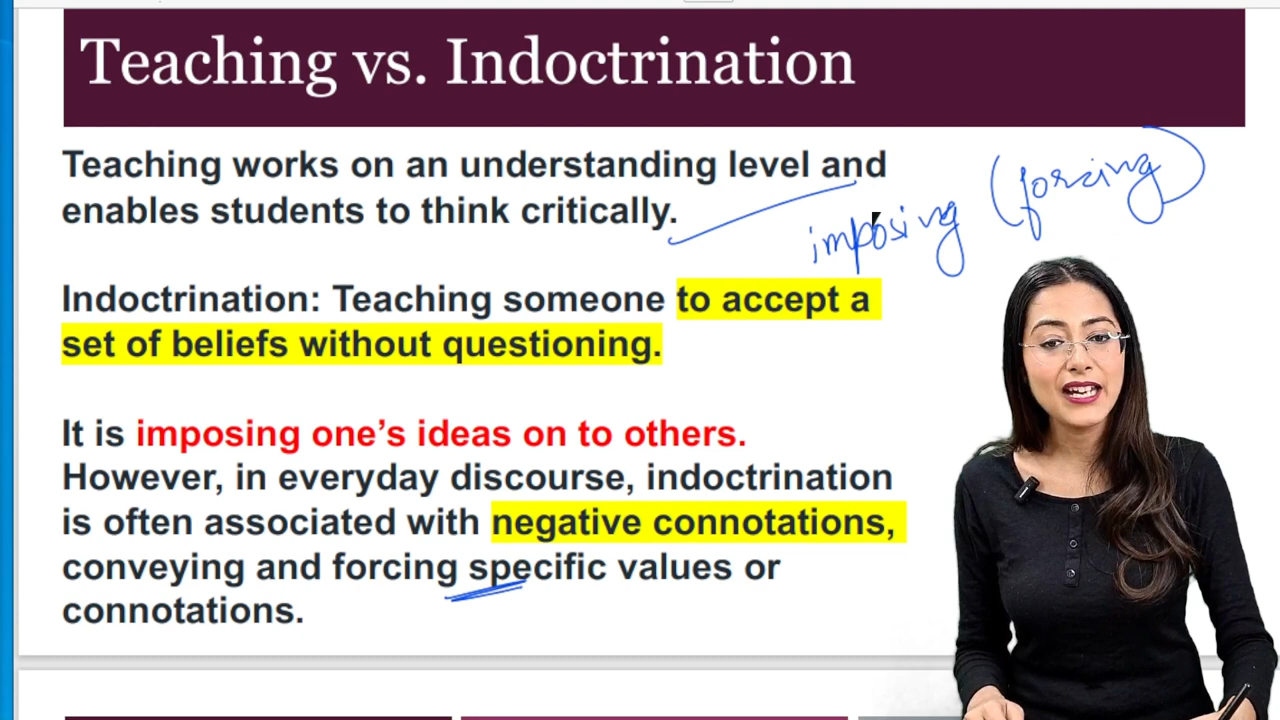 Teaching vs. Indoctrination
Teaching works on an understanding level and
enables students to think critically.
imposing (forcing)
Indoctrination: Teaching someone to accept a
set of beliefs without questioning.
It is imposing one’s ideas on to others.
However, in everyday discourse, indoctrination
is often associated with negative connotations,
conveying and forcing specific values or
connotations.